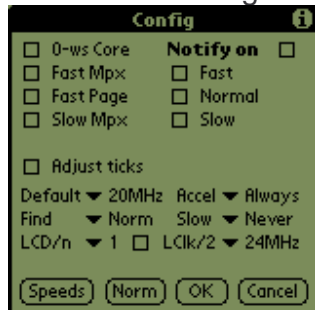 Config
0-ws Core Notify on
Fast Mpx Fast
Fast Page Normal
Slow Mpx Slow
Adjust ticks
Default 20MHz Accel Always
Find Norm Slow Never
LCD/n 1 LClk/2 24MHz
Speeds Norm OK Cancel